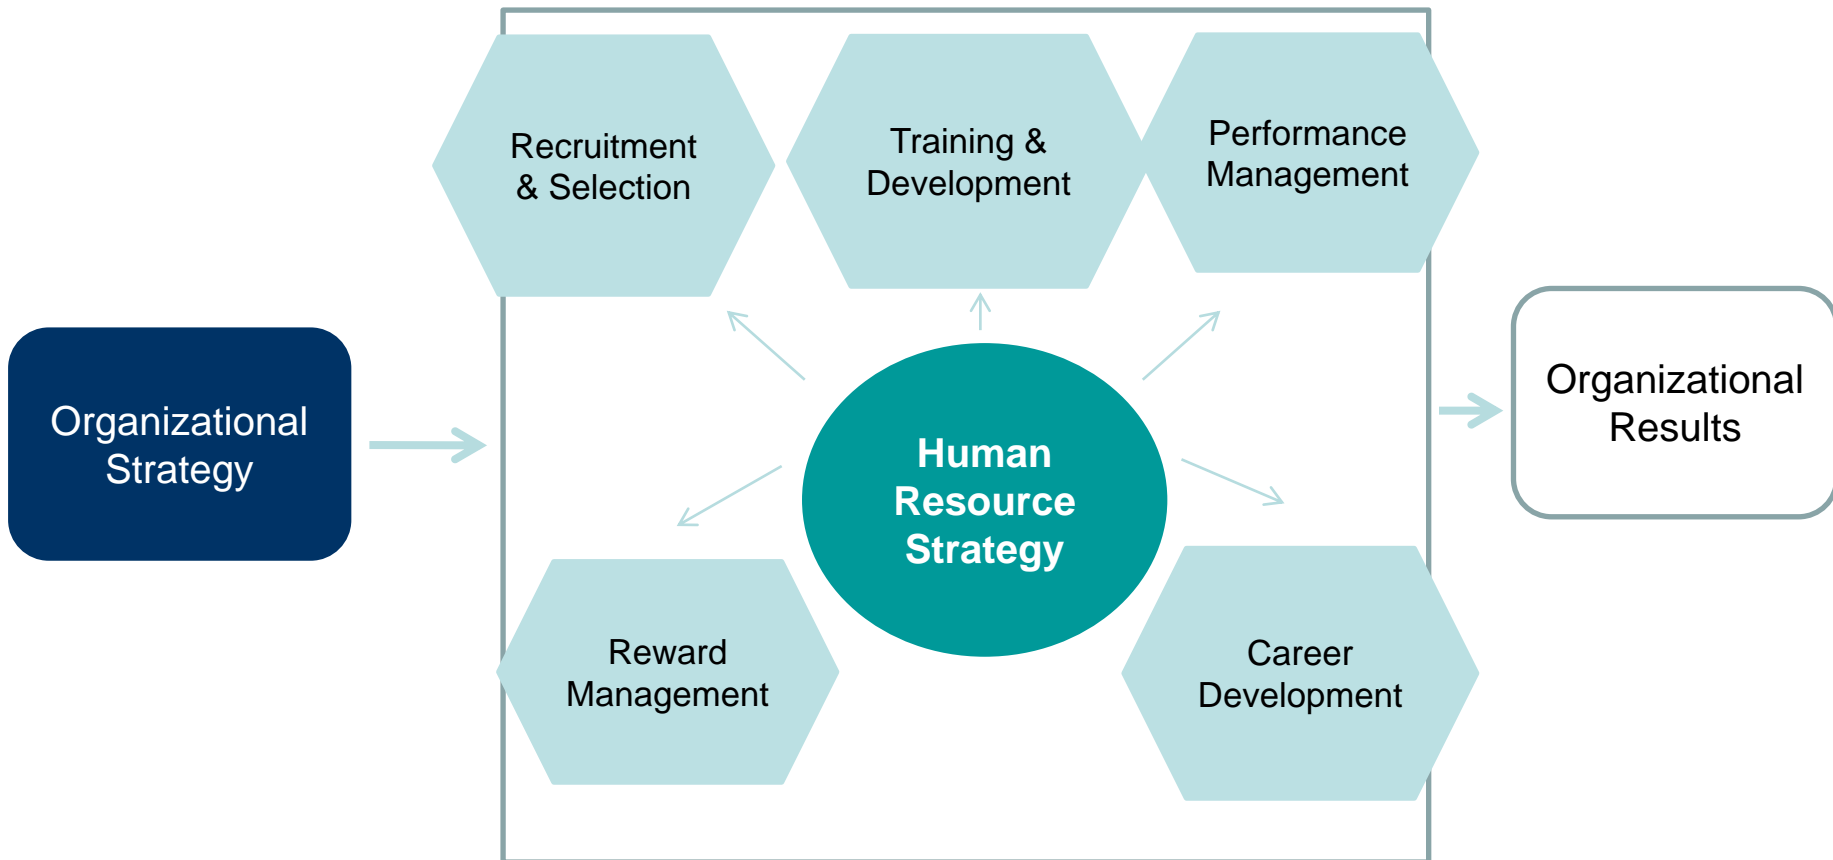 Recruitment
& Selection
Training &
Development
Performance
Management
Organizational
Strategy
Human
Resource
Strategy
Organizational
Results
Reward
Management
Career
Development